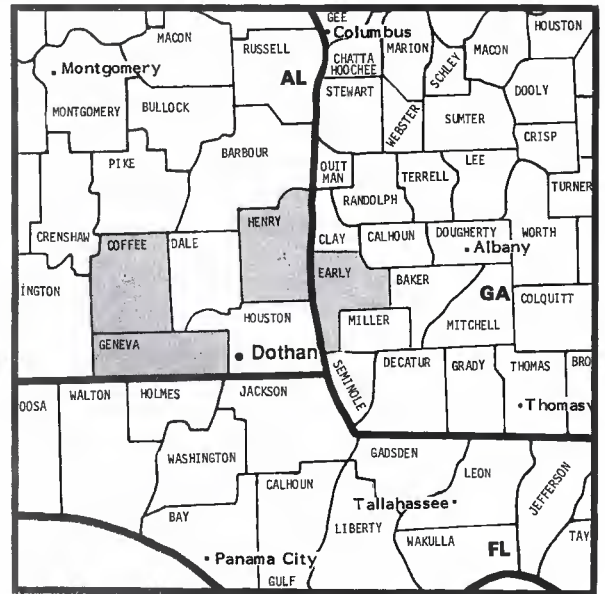 GEE
HOUSTON
MACON
Columbus
RUSSELL
CHATTA
HOOCHEE
MARION
SCHLEY
MACON
Montgomery
AL
STEWART
DOOLY
MONTGOMERY
BULLOCK
WEBSTER
SUMTER
CRISP
PIKE
BARBOUR
QUIT
MAN
TERRELL
LEE
TURNER
RANDOLPH
CRENSHAW
COFFEE
DALE
HENRY
CLAY
CALHOUN
DOUGHERTY
WORTH
Albany
INGTON
EARLY
BAKER
GA
COLQUITT
HOUSTON
MILLER
MITCHELL
GENEVA
Dothan
SEMINOLE
DECATUR
GRADY
THOMAS
BRO
OOSA
WALTON
HOLMES
JACKSON
Thomasv
WASHINGTON
GADSDEN
LEON
JEFFERSON
CALHOUN
BAY
Tallahassee
LIBERTY
WAKULLA
FL
TAY
Panama City
GULF